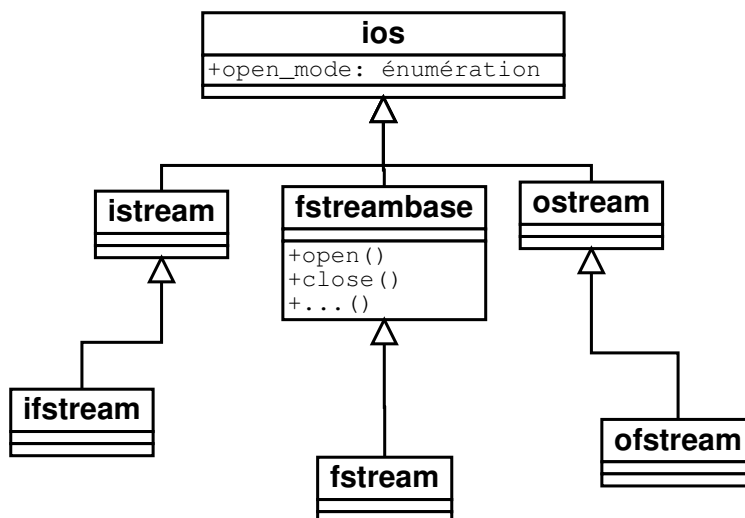 ios
+open_mode: énumération
istream
fstreambase
ostream
+open()
+close()
+...()
ifstream
fstream
ofstream